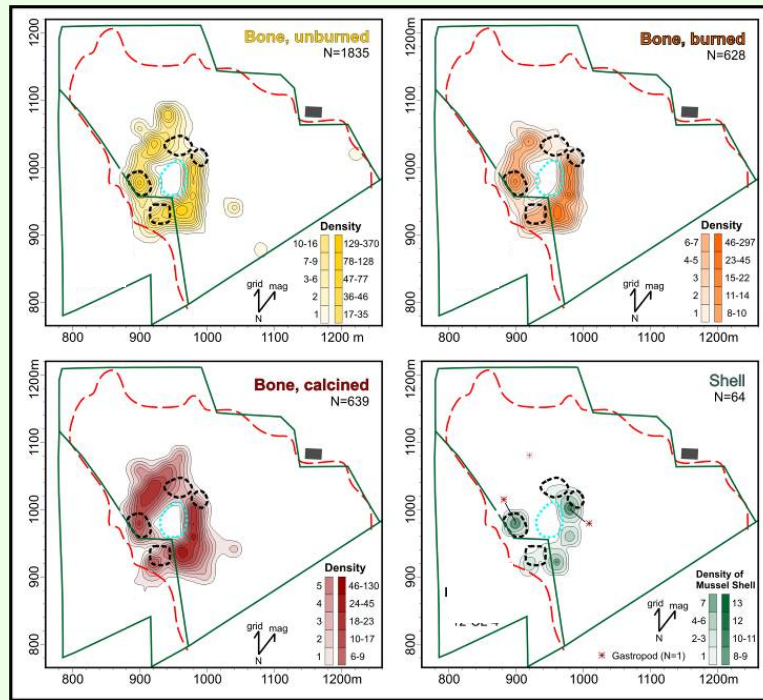 1200
1100
1000
900
800
800 900 1000 1100 1200 m
Bone, unburned
N=1835
Density
10-16 129-370
7-9 78-128
3-6 47-77
2 36-46
1 17-35
grid mag
N
1200m
1100
1000
900
800
800 900 1000 1100 1200m
Bone, burned
N=628
Density
6-7 46-297
4-5 23-45
3 15-22
2 11-14
1 8-10
grid mag
N
1200
1100
1000
900
800
800 900 1000 1100 1200m
Bone, calcined
N=639
Density
5 46-130
4 24-45
3 18-23
2 10-17
1 6-9
grid mag
N
1200m
1100
1000
900
800
800 900 1000 1100 1200m
Shell
N=64
Density of
Mussel Shell
7 13
4-6 12
2-3 10-11
1 8-9
grid mag
N
Gastropod (N=1)